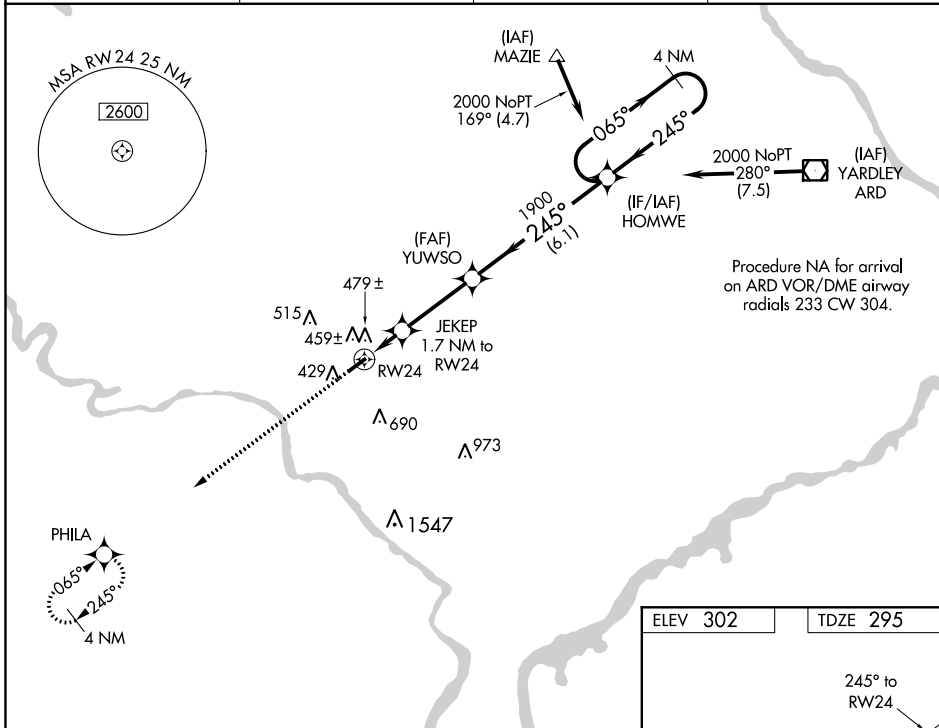 MSA RW 24 25 NM
2600
(IAF)
MAZIE
2000 NoPT
169° (4.7)
4 NM
065°
245°
2000 NoPT
280°
(7.5)
(IAF)
YARDLEY
ARD
(IF/IAF)
HOMWE
1900
245°
(6.1)
(FAF)
YUWSO
Procedure NA for arrival
on ARD VOR/DME airway
radials 233 CW 304.
479±
515
459±
JEKEP
1.7 NM to
RW24
429
RW24
690
973
1547
PHILA
065°
245°
4 NM
ELEV 302
TDZE 295
245° to
RW24